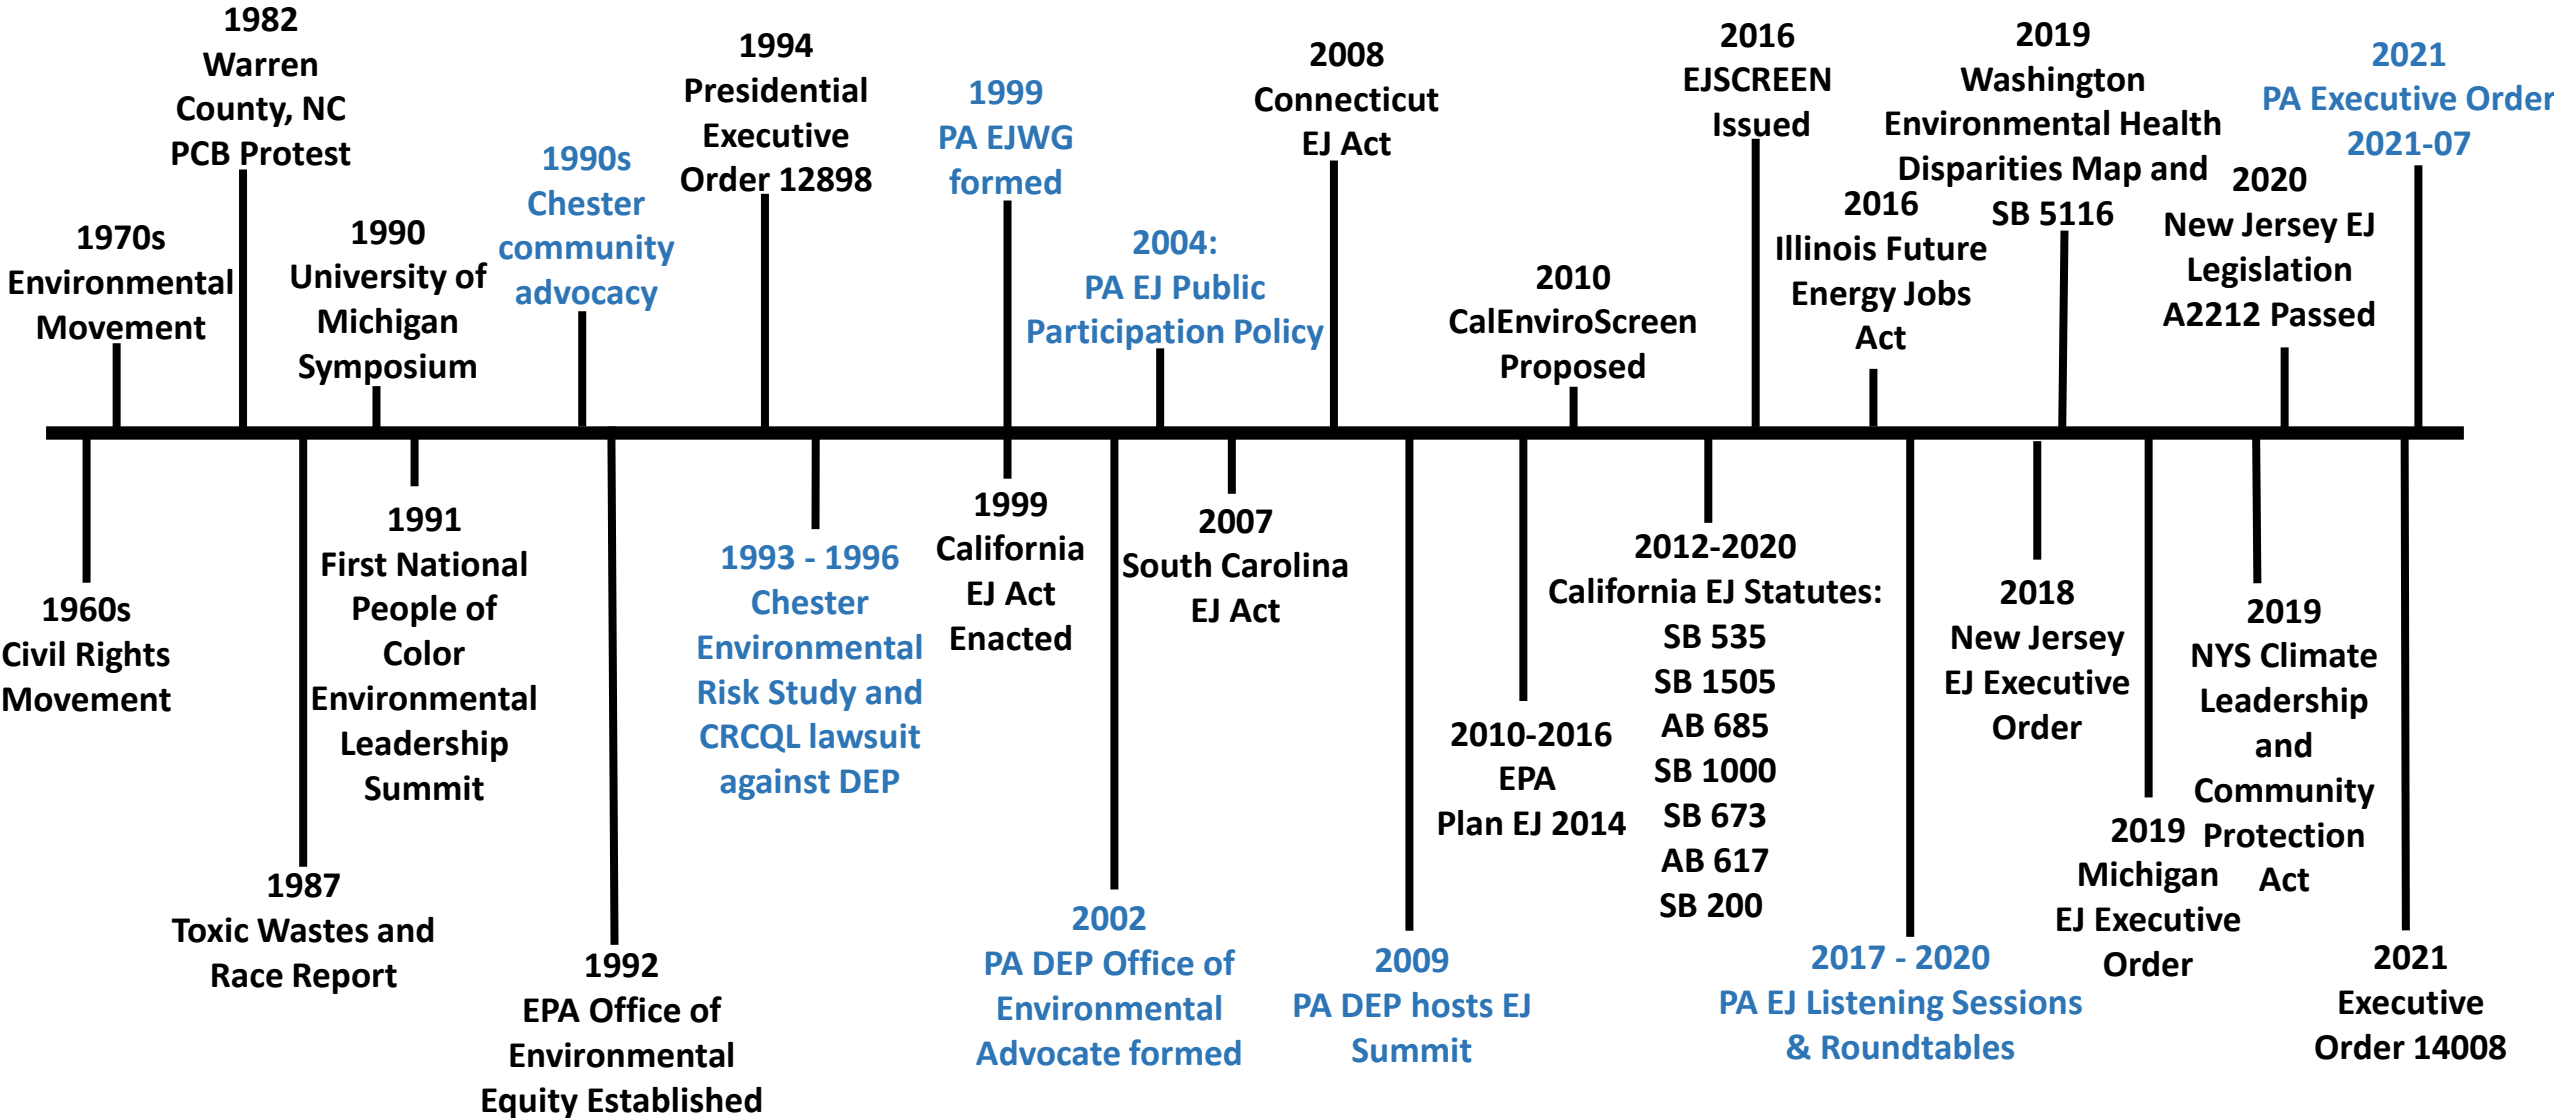 1982
Warren
County, NC
PCB Protest
1994
Presidential
Executive
Order 12898
2008
Connecticut
EJ Act
2016
EJSCREEN
Issued
2019
Washington
Environmental Health
Disparities Map and
SB 5116
2021
PA Executive Order
2021-07
1970s
Environmental
Movement
1990
University of
Michigan
Symposium
1990s
Chester
community
advocacy
1999
PA EJWG
formed
2004:
PA EJ Public
Participation Policy
2010
CalEnviroScreen
Proposed
2016
Illinois Future
Energy Jobs
Act
2020
New Jersey EJ
Legislation
A2212 Passed
1960s
Civil Rights
Movement
1987
Toxic Wastes and
Race Report
1991
First National
People of
Color
Environmental
Leadership
Summit
1992
EPA Office of
Environmental
Equity Established
1993 - 1996
Chester
Environmental
Risk Study and
CRCQL lawsuit
against DEP
1999
California
EJ Act
Enacted
2002
PA DEP Office of
Environmental
Advocate formed
2007
South Carolina
EJ Act
2009
PA DEP hosts EJ
Summit
2010-2016
EPA
Plan EJ 2014
2012-2020
California EJ Statutes:
SB 535
SB 1505
AB 685
SB 1000
SB 673
AB 617
SB 200
2017 - 2020
PA EJ Listening Sessions
& Roundtables
2018
New Jersey
EJ Executive
Order
2019
Michigan
EJ Executive
Order
2019
NYS Climate
Leadership
and
Community
Protection
Act
2021
Executive
Order 14008